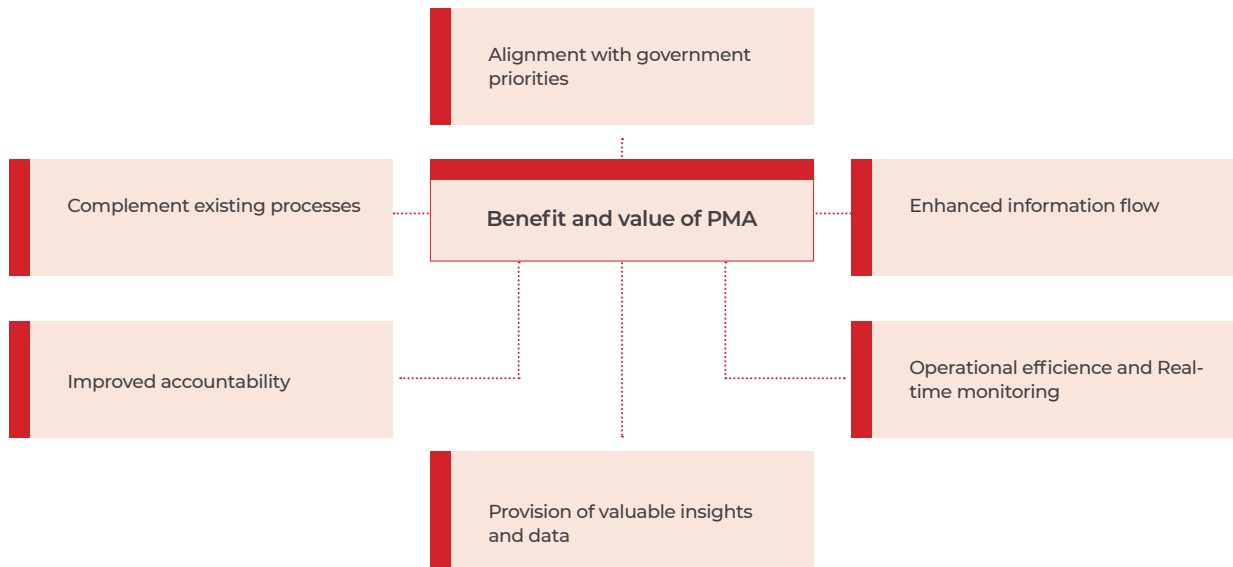 Alignment with government
priorities
Complement existing processes
Benefit and value of PMA
Enhanced information flow
Improved accountability
Operational efficience and Real-
time monitoring
Provision of valuable insights
and data